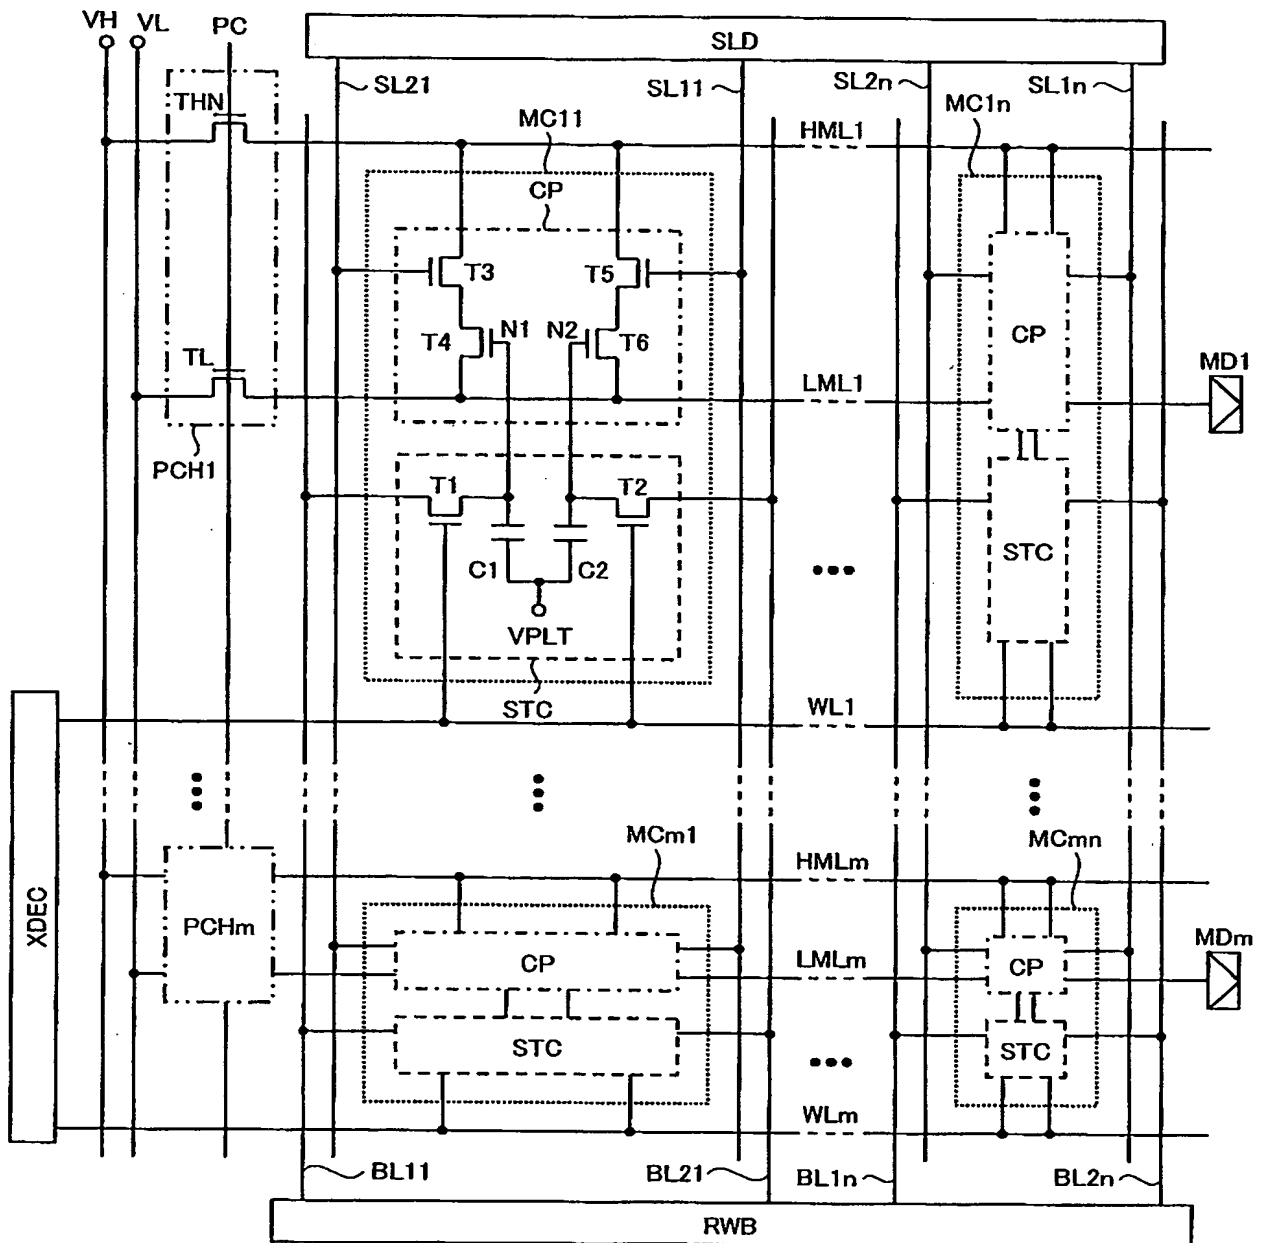 VH VL PC
SLD
SL21
SL11
SL2n
SL1n
THN
MC11
HML1
MC1n
CP
T3
T5
CP
T4
N1
N2
T6
TL
LML1
MD1
PCH1
T1
T2
STC
C1
C2
VPLT
STC
WL1
XDEC
MCm1
HMLm
MCmn
PCHm
CP
LMLm
CP
MDm
STC
STC
WLm
BL11
BL21
BL1n
BL2n
RWB